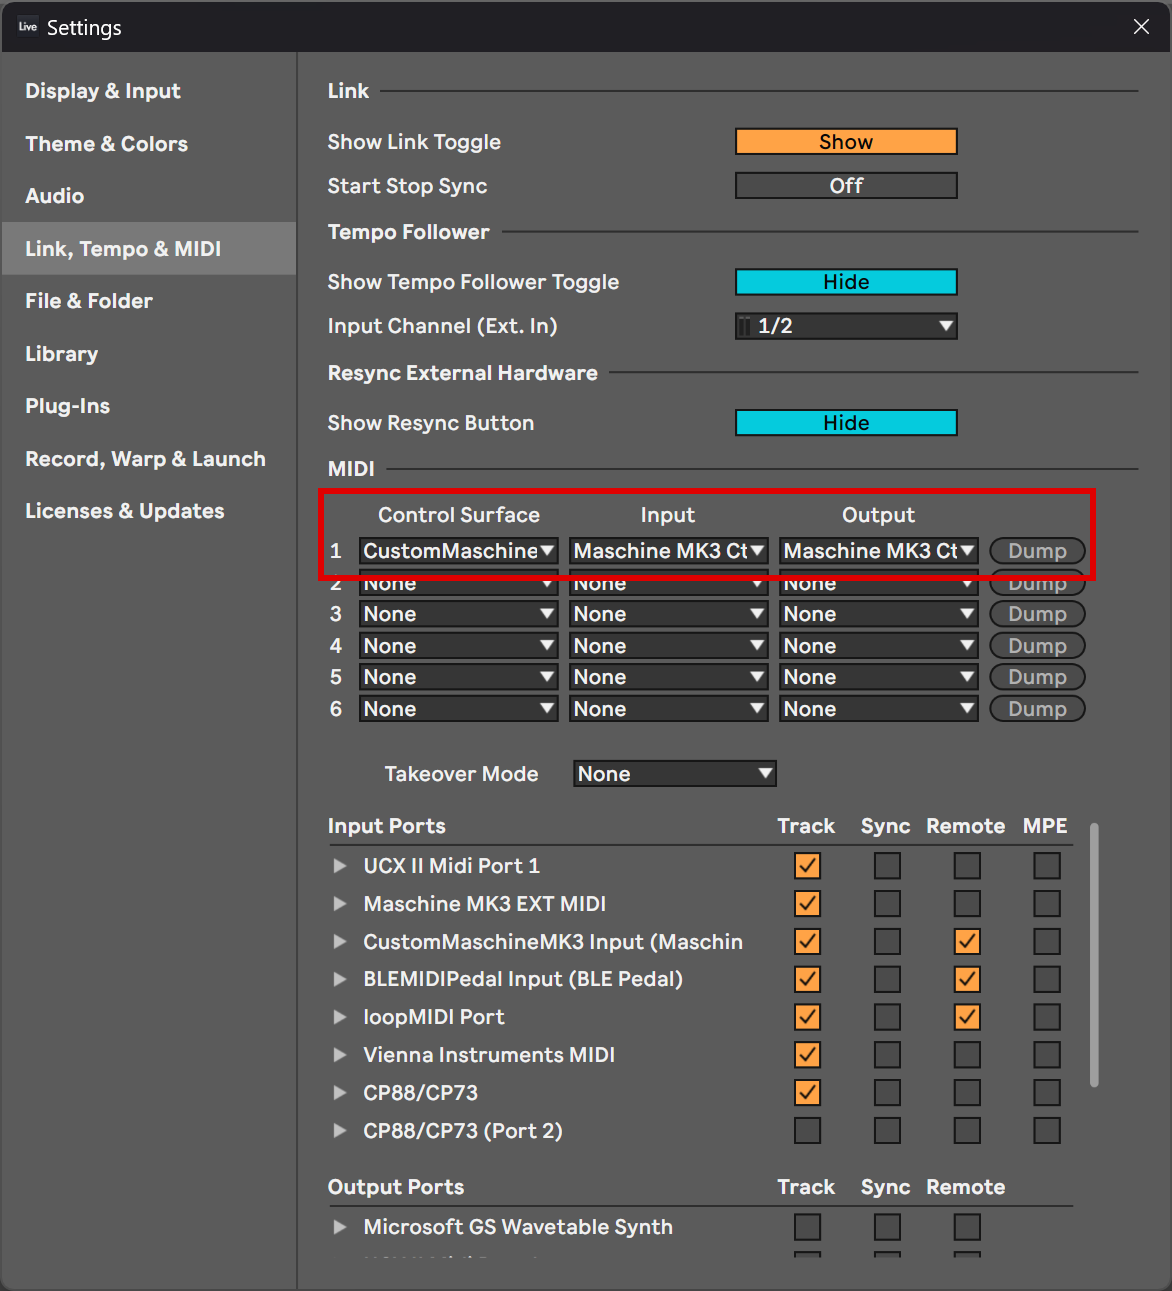 Live Settings
Display & Input
Theme & Colors
Audio
Link, Tempo & MIDI
File & Folder
Library
Plug-Ins
Record, Warp & Launch
Licenses & Updates
Link
Show Link Toggle Show
Start Stop Sync Off
Tempo Follower
Show Tempo Follower Toggle Hide
Input Channel (Ext. In) 1/2
Resync External Hardware
Show Resync Button Hide
MIDI
Control Surface Input Output
1 CustomMaschine Maschine MK3 Ct Maschine MK3 Ct Dump
2 None None None Dump
3 None None None Dump
4 None None None Dump
5 None None None Dump
6 None None None Dump
Takeover Mode None
Input Ports Track Sync Remote MPE
UCX II Midi Port 1
Maschine MK3 EXT MIDI
CustomMaschineMK3 Input (Maschin
BLEMIDIPedal Input (BLE Pedal)
loopMIDI Port
Vienna Instruments MIDI
CP88/CP73
CP88/CP73 (Port 2)
Output Ports Track Sync Remote
Microsoft GS Wavetable Synth